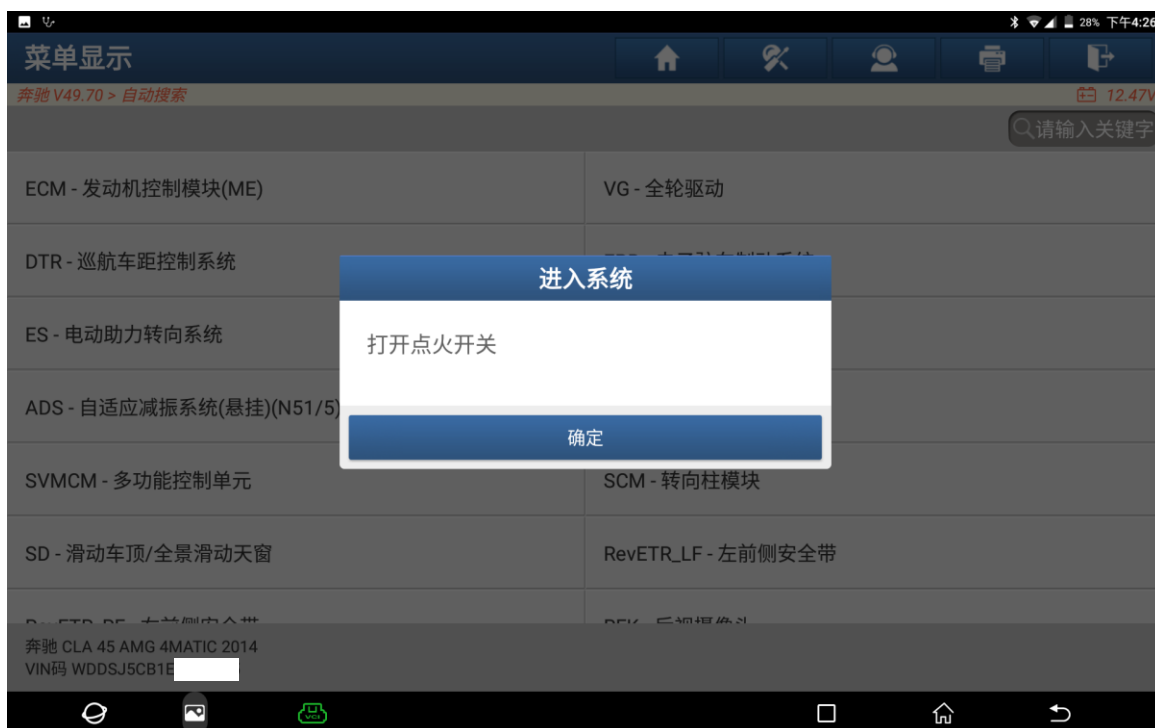 28% 下午4:26
菜单显示
奔驰 V49.70 > 自动搜索
12.47V
请输入关键字
ECM - 发动机控制模块(ME)
VG - 全轮驱动
DTR - 巡航车距控制系统
进入系统
ES - 电动助力转向系统
打开点火开关
ADS - 自适应减振系统(悬挂)(N51/5)
确定
SVMCM - 多功能控制单元
SCM - 转向柱模块
SD - 滑动车顶/全景滑动天窗
RevETR_LF - 左前侧安全带
奔驰 CLA 45 AMG 4MATIC 2014
VIN码 WDDSJ5CB1E
VCI